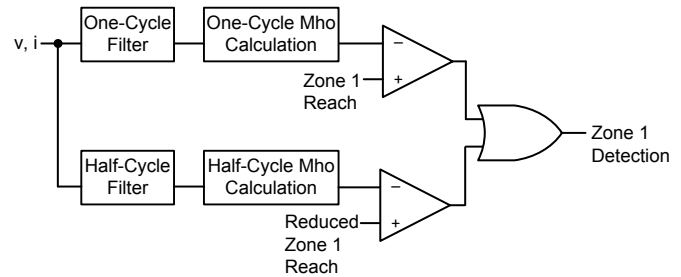 v, i
One-Cycle
Filter
One-Cycle Mho
Calculation
−
+
Zone 1
Reach
Half-Cycle
Filter
Half-Cycle Mho
Calculation
−
+
Reduced
Zone 1
Reach
Zone 1
Detection